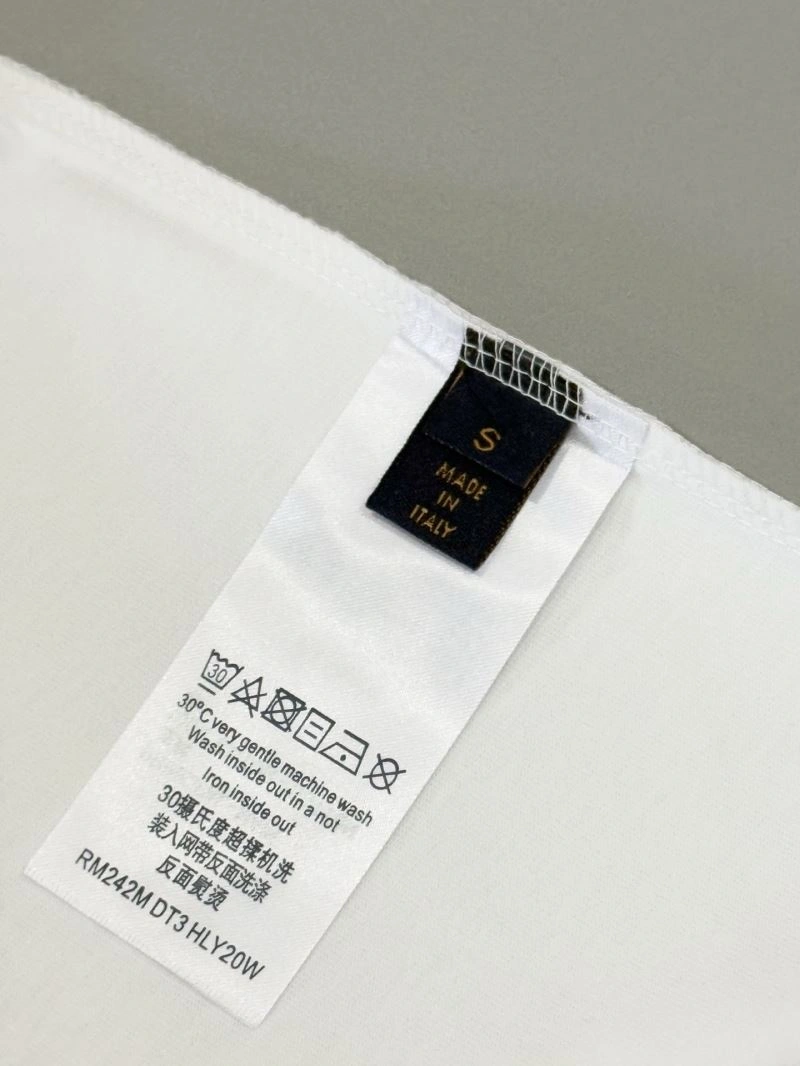 S
MADE
IN
ITALY
30
30°C very gentle machine wash
Wash inside out in a not
Iron inside out
30摄氏度超揉机洗
装入网带反面洗涤
反面熨烫
RM242M DT3 HLY20W